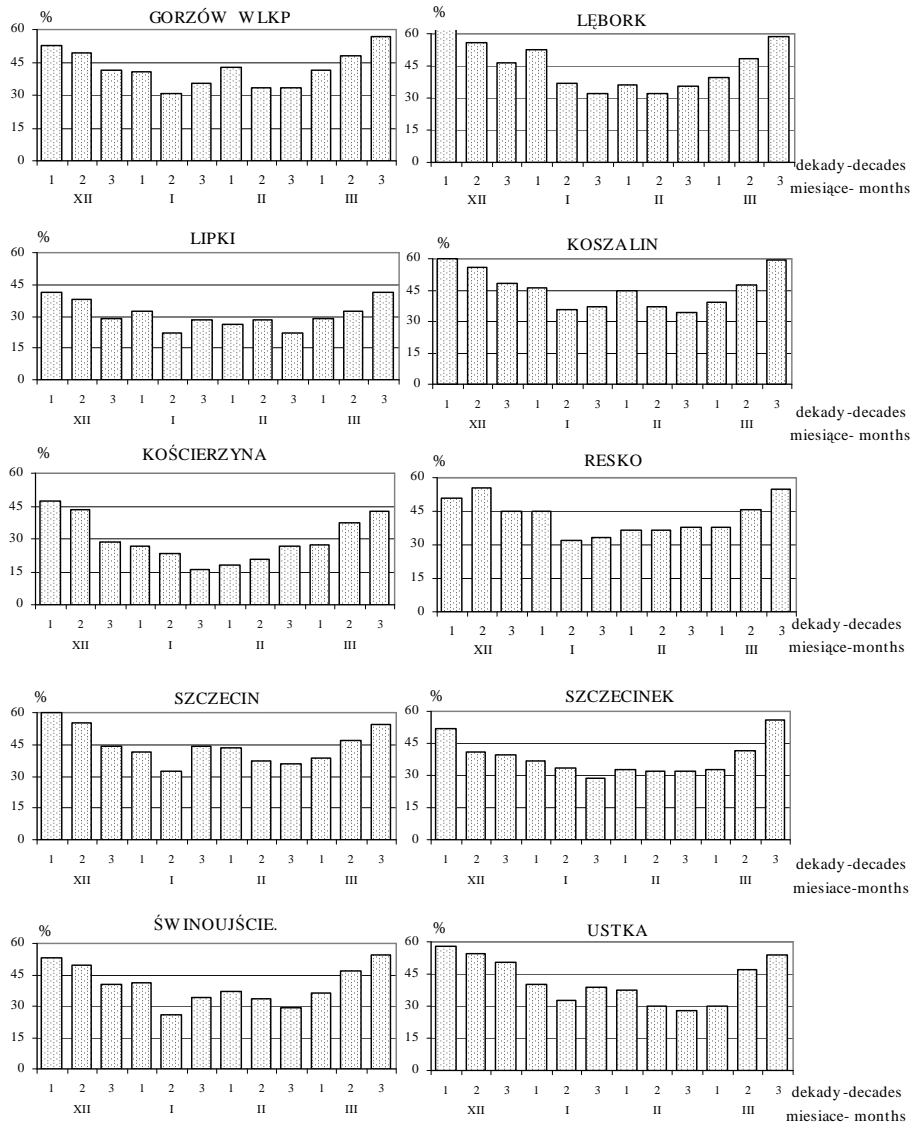 % GORZÓW WLKP
60
45
30
15
0
1 2 3 1 2 3 1 2 3 1 2 3
XII I II III
% LĘBORK
60
45
30
15
0
1 2 3 1 2 3 1 2 3 1 2 3
XII I II III
dekady-decades
miesiące- months
% LIPKI
60
45
30
15
0
1 2 3 1 2 3 1 2 3 1 2 3
XII I II III
% KOSZALIN
60
45
30
15
0
1 2 3 1 2 3 1 2 3 1 2 3
XII I II III
dekady-decades
miesiące- months
% KOŚCIERZYNA
60
45
30
15
0
1 2 3 1 2 3 1 2 3 1 2 3
XII I II III
% RESKO
60
45
30
15
0
1 2 3 1 2 3 1 2 3 1 2 3
XII I II III
dekady-decades
miesiące-months
% SZCZECIN
60
45
30
15
0
1 2 3 1 2 3 1 2 3 1 2 3
XII I II III
% SZCZECINEK
60
45
30
15
0
1 2 3 1 2 3 1 2 3 1 2 3
XII I II III
dekady-decades
miesiace-months
% ŚWINOUJŚCIE.
60
45
30
15
0
1 2 3 1 2 3 1 2 3 1 2 3
XII I II III
% USTKA
60
45
30
15
0
1 2 3 1 2 3 1 2 3 1 2 3
XII I II III
dekady-decades
miesiace- months